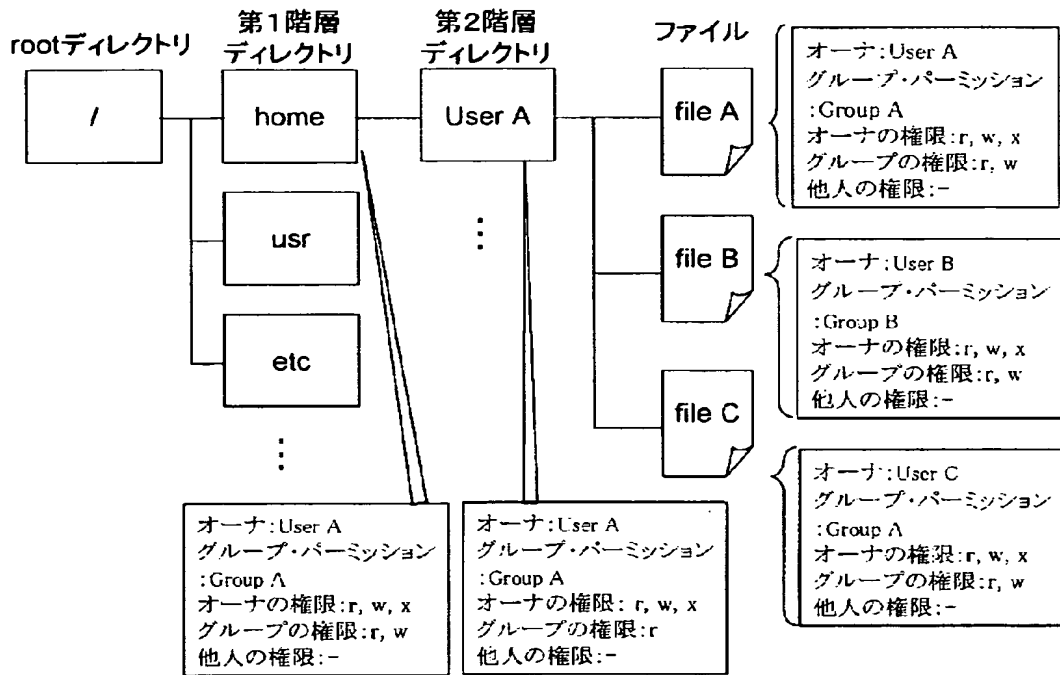 rootディレクトリ
第1階層
ディレクトリ
第2階層
ディレクトリ
ファイル
/
home
User A
usr
etc
⋮
⋮
file A
file B
file C
オーナ:User A
グループ・パーミッション
:Group A
オーナの権限:r, w, x
グループの権限:r, w
他人の権限:-
オーナ:User B
グループ・パーミッション
:Group B
オーナの権限:r, w, x
グループの権限:r, w
他人の権限:-
オーナ:User C
グループ・パーミッション
:Group A
オーナの権限:r, w, x
グループの権限:r, w
他人の権限:-
オーナ:User A
グループ・パーミッション
:Group A
オーナの権限:r, w, x
グループの権限:r, w
他人の権限:-
オーナ:User A
グループ・パーミッション
:Group A
オーナの権限: r, w, x
グループの権限:r
他人の権限:-